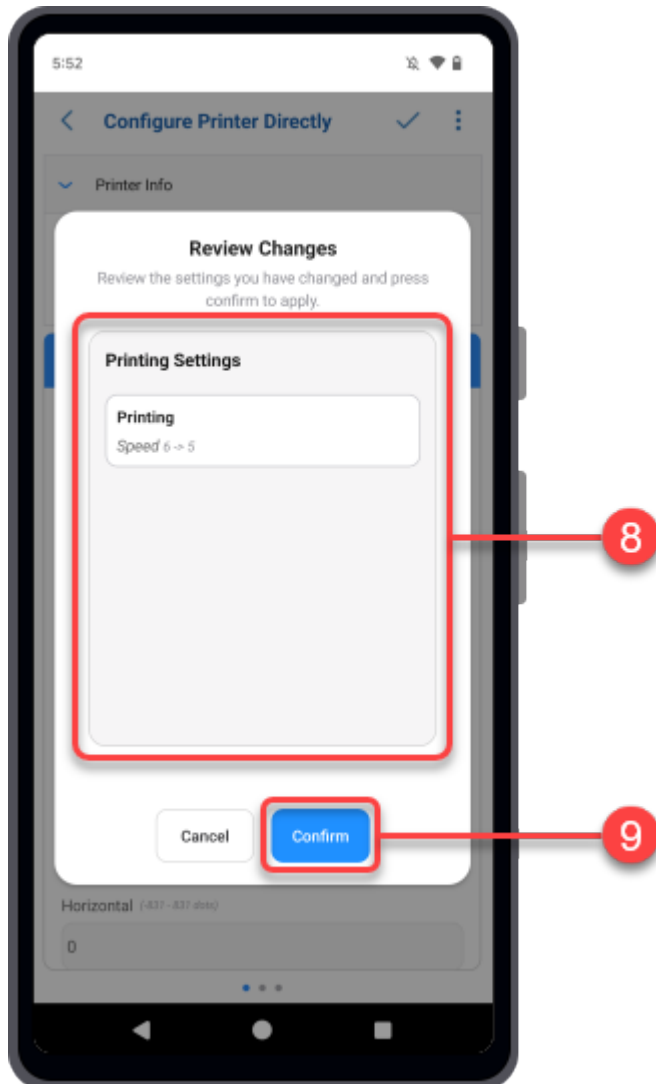 5:52
Configure Printer Directly
Printer Info
Review Changes
Review the settings you have changed and press
confirm to apply.
Printing Settings
Printing
Speed 6 -> 5
8
Cancel
Confirm
9
Horizontal (-831 - 831 dots)
0